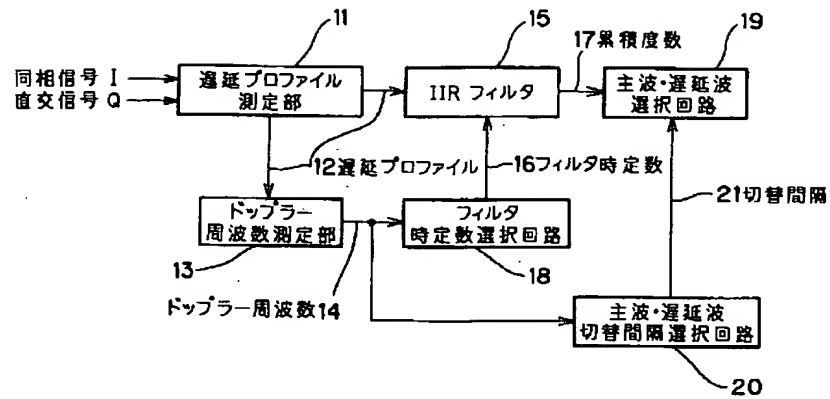 11
15
17累積度数
19
同相信号 I
直交信号 Q
遅延プロファイル
測定部
IIR フィルタ
主波・遅延波
選択回路
12遅延プロファイル
16フィルタ時定数
21切替間隔
ドップラー
周波数測定部
フィルタ
時定数選択回路
13
18
ドップラー周波数14
主波・遅延波
切替間隔選択回路
20